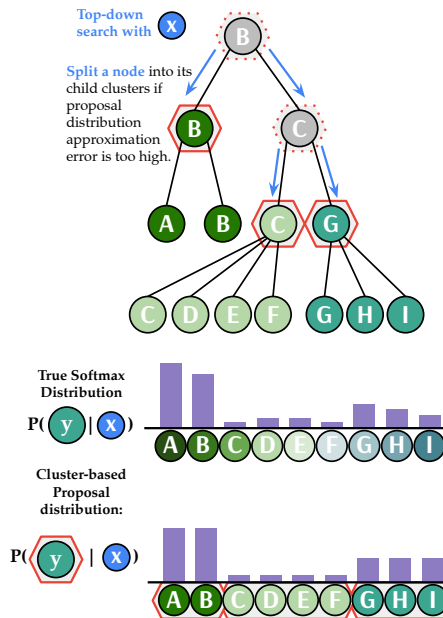 Top-down
search with x
B
Split a node into its
child clusters if
proposal
distribution
approximation
error is too high.
B C
A B C G
C D E F G H I
True Softmax
Distribution
P( y | x )
A B C D E F G H I
Cluster-based
Proposal
distribution:
P( y | x )
A B C D E F G H I